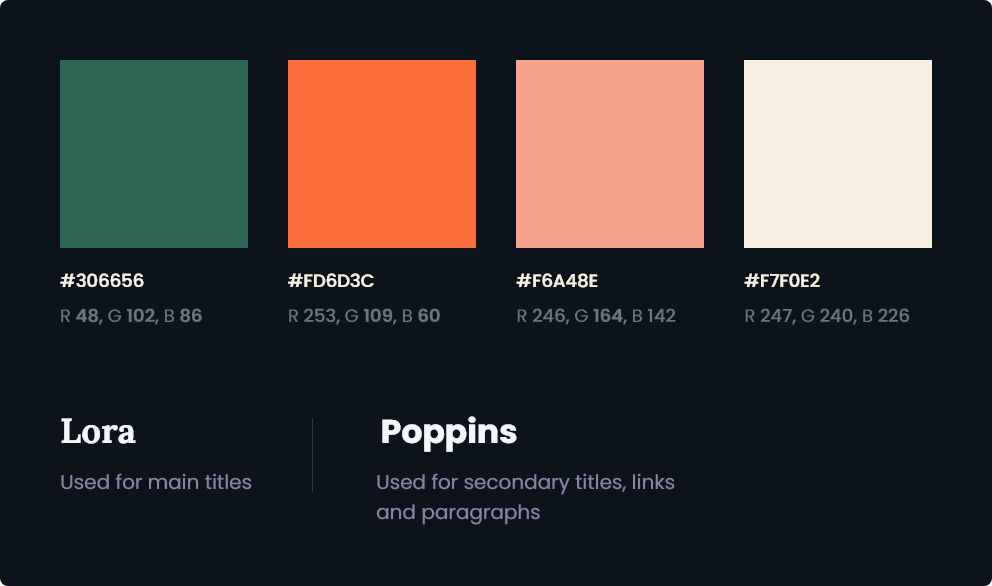 #306656
R 48, G 102, B 86
#FD6D3C
R 253, G 109, B 60
#F6A48E
R 246, G 164, B 142
#F7F0E2
R 247, G 240, B 226
Lora
Used for main titles
Poppins
Used for secondary titles, links
and paragraphs